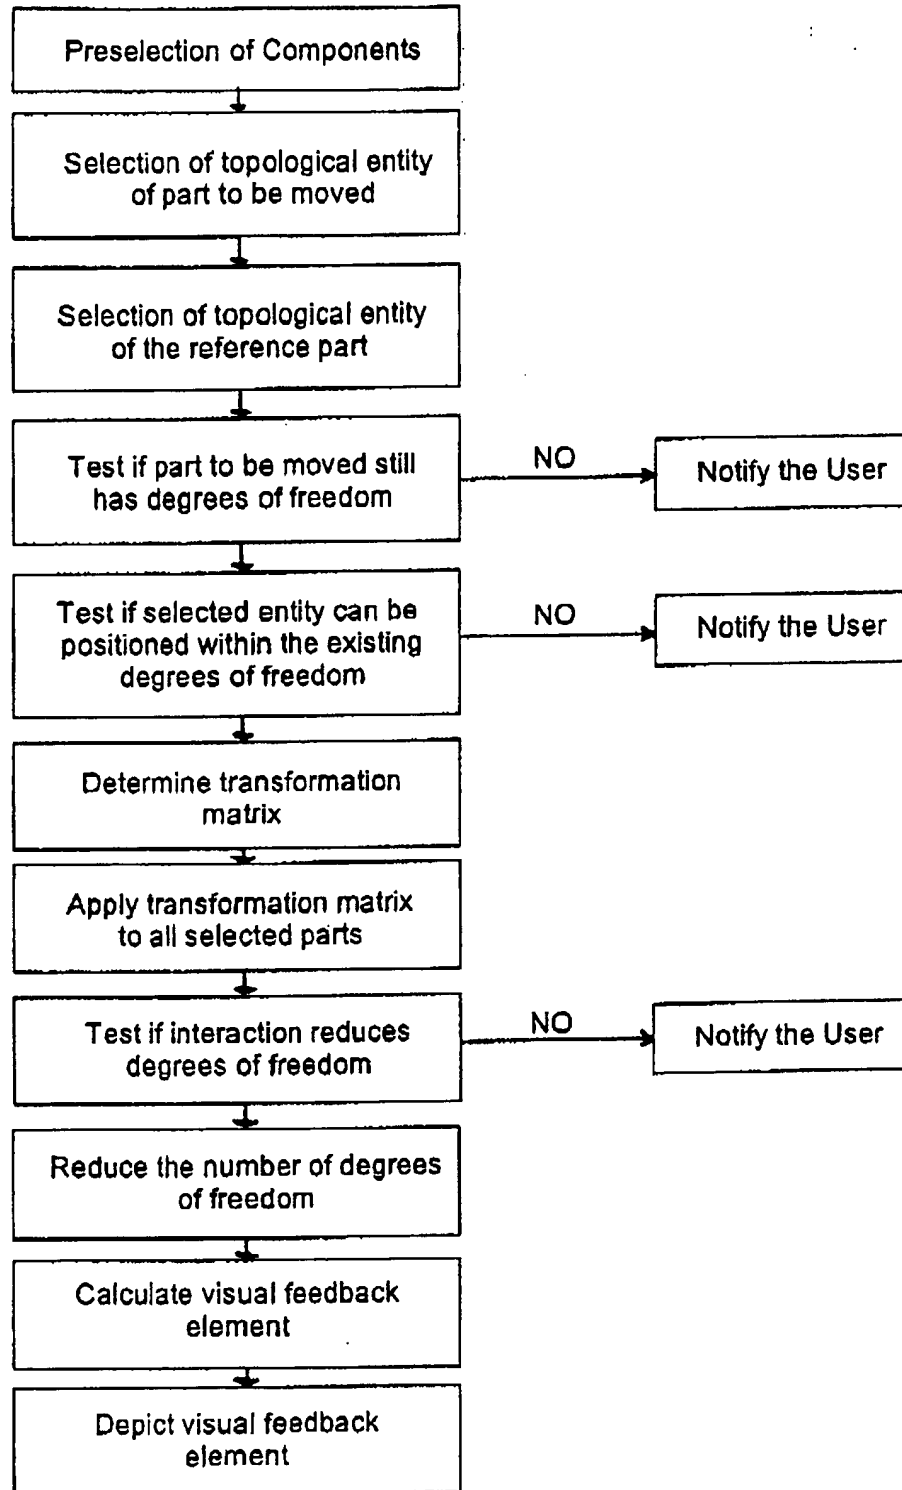 Preselection of Components
Selection of topological entity
of part to be moved
Selection of topological entity
of the reference part
Test if part to be moved still
has degrees of freedom
NO
Notify the User
Test if selected entity can be
positioned within the existing
degrees of freedom
NO
Notify the User
Determine transformation
matrix
Apply transformation matrix
to all selected parts
Test if interaction reduces
degrees of freedom
NO
Notify the User
Reduce the number of degrees
of freedom
Calculate visual feedback
element
Depict visual feedback
element